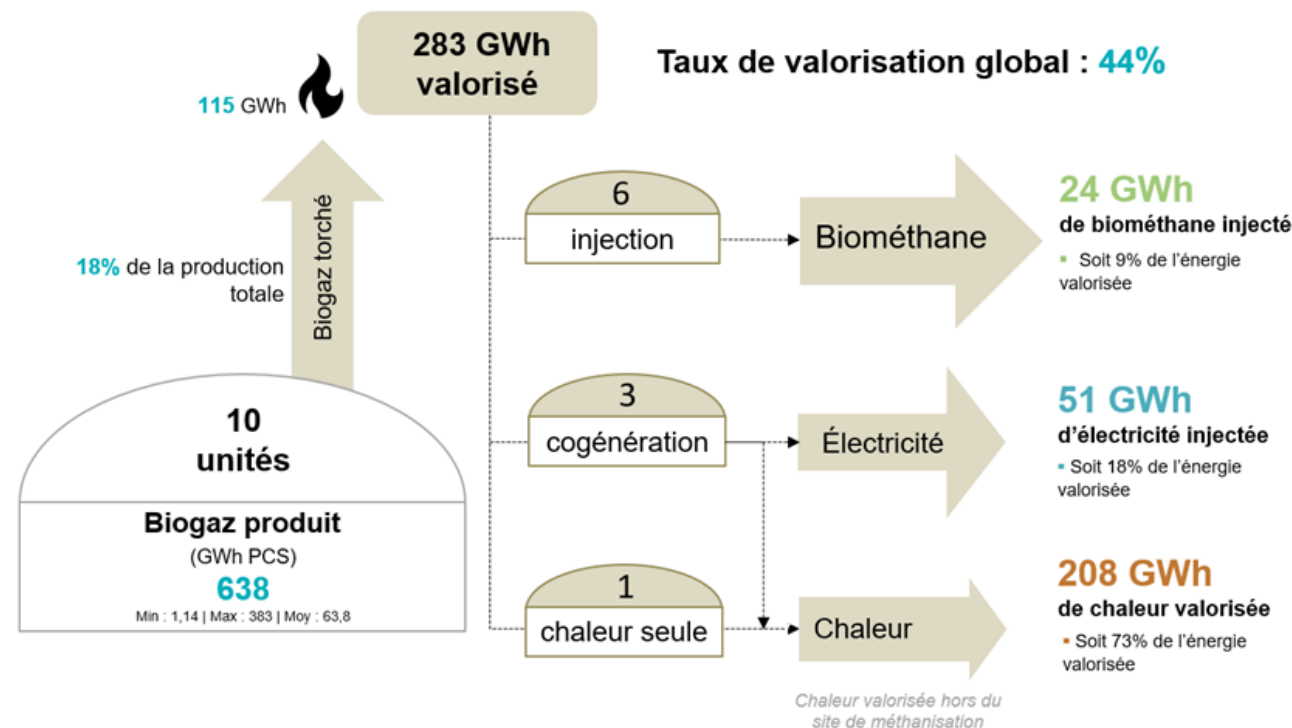 283 GWh
valorisé
Taux de valorisation global : 44%
115 GWh
Biogaz torché
18% de la production
totale
10
unités
Biogaz produit
(GWh PCS)
638
Min : 1,14 | Max : 383 | Moy : 63,8
6
injection
Biométhane
24 GWh
de biométhane injecté
▪ Soit 9% de l'énergie
valorisée
3
cogénération
Électricité
51 GWh
d'électricité injectée
▪ Soit 18% de l'énergie
valorisée
1
chaleur seule
Chaleur
208 GWh
de chaleur valorisée
▪ Soit 73% de l'énergie
valorisée
Chaleur valorisée hors du
site de méthanisation